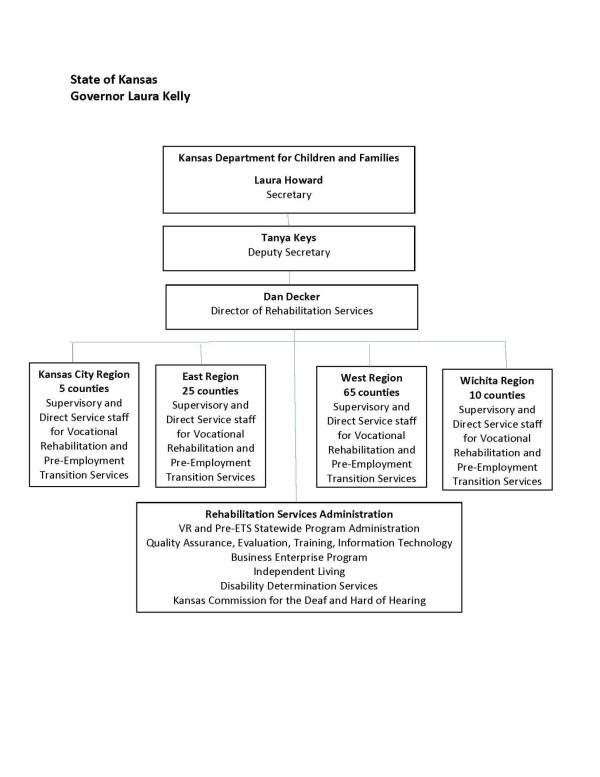 State of Kansas
Governor Laura Kelly
Kansas Department for Children and Families
Laura Howard
Secretary
Tanya Keys
Deputy Secretary
Dan Decker
Director of Rehabilitation Services
Kansas City Region
5 counties
Supervisory and
Direct Service staff
for Vocational
Rehabilitation and
Pre-Employment
Transition Services
East Region
25 counties
Supervisory and
Direct Service staff
for Vocational
Rehabilitation and
Pre-Employment
Transition Services
West Region
65 counties
Supervisory and
Direct Service staff
for Vocational
Rehabilitation and
Pre-Employment
Transition Services
Wichita Region
10 counties
Supervisory and
Direct Service staff
for Vocational
Rehabilitation and
Pre-Employment
Transition Services
Rehabilitation Services Administration
VR and Pre-ETS Statewide Program Administration
Quality Assurance, Evaluation, Training, Information Technology
Business Enterprise Program
Independent Living
Disability Determination Services
Kansas Commission for the Deaf and Hard of Hearing